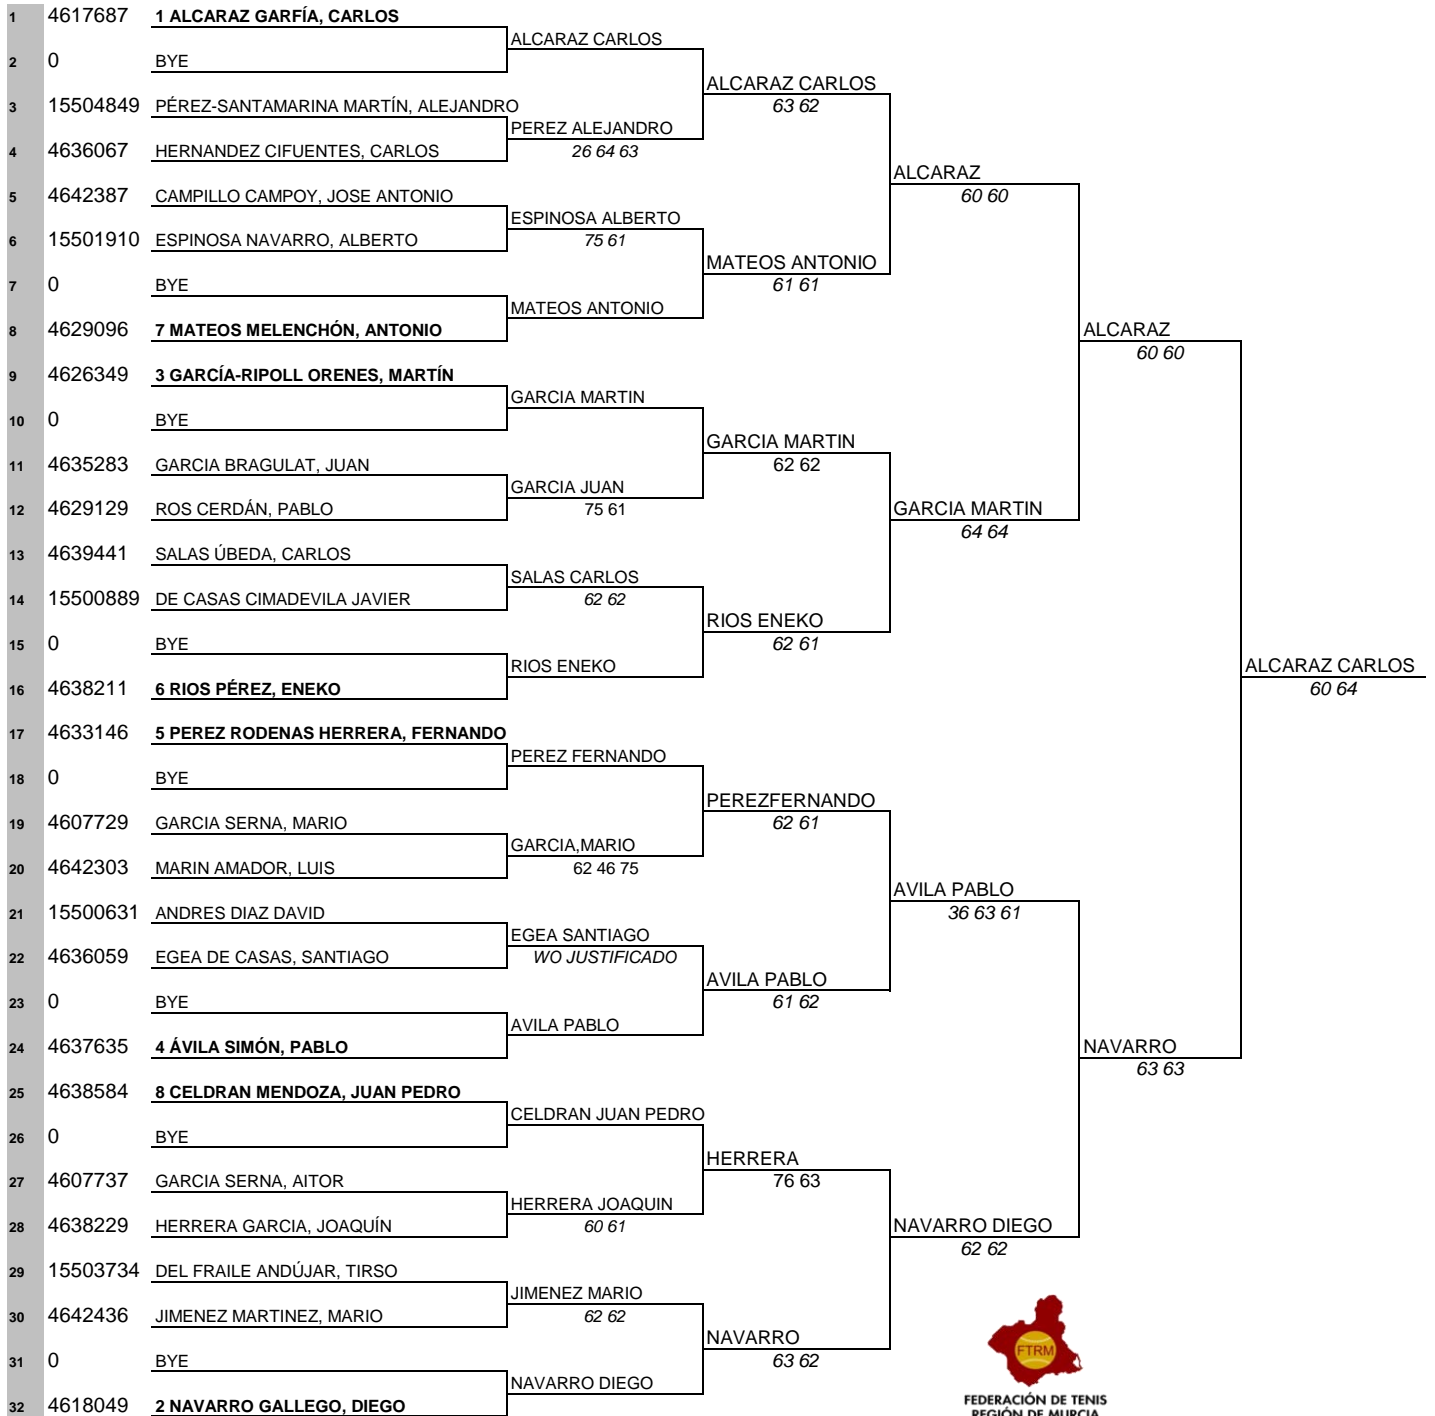 1 4617687 1 ALCARAZ GARFÍA, CARLOS
ALCARAZ CARLOS
2 0 BYE
ALCARAZ CARLOS
63 62
3 15504849 PÉREZ-SANTAMARINA MARTÍN, ALEJANDRO
PEREZ ALEJANDRO
26 64 63
4 4636067 HERNANDEZ CIFUENTES, CARLOS
ALCARAZ
60 60
5 4642387 CAMPILLO CAMPOY, JOSE ANTONIO
ESPINOSA ALBERTO
75 61
6 15501910 ESPINOSA NAVARRO, ALBERTO
MATEOS ANTONIO
61 61
7 0 BYE
MATEOS ANTONIO
8 4629096 7 MATEOS MELENCHÓN, ANTONIO
ALCARAZ
60 60
9 4626349 3 GARCÍA-RIPOLL ORENES, MARTÍN
GARCIA MARTIN
10 0 BYE
GARCIA MARTIN
62 62
11 4635283 GARCIA BRAGULAT, JUAN
GARCIA JUAN
75 61
12 4629129 ROS CERDÁN, PABLO
GARCIA MARTIN
64 64
13 4639441 SALAS ÚBEDA, CARLOS
SALAS CARLOS
62 62
14 15500889 DE CASAS CIMADEVILA JAVIER
RIOS ENEKO
62 61
15 0 BYE
RIOS ENEKO
16 4638211 6 RIOS PÉREZ, ENEKO
ALCARAZ CARLOS
60 64
17 4633146 5 PEREZ RODENAS HERRERA, FERNANDO
PEREZ FERNANDO
18 0 BYE
PEREZFERNANDO
62 61
19 4607729 GARCIA SERNA, MARIO
GARCIA,MARIO
62 46 75
20 4642303 MARIN AMADOR, LUIS
AVILA PABLO
36 63 61
21 15500631 ANDRES DIAZ DAVID
EGEA SANTIAGO
WO JUSTIFICADO
22 4636059 EGEA DE CASAS, SANTIAGO
AVILA PABLO
61 62
23 0 BYE
AVILA PABLO
24 4637635 4 ÁVILA SIMÓN, PABLO
NAVARRO
63 63
25 4638584 8 CELDRAN MENDOZA, JUAN PEDRO
CELDRAN JUAN PEDRO
26 0 BYE
HERRERA
76 63
27 4607737 GARCIA SERNA, AITOR
HERRERA JOAQUIN
60 61
28 4638229 HERRERA GARCIA, JOAQUÍN
NAVARRO DIEGO
62 62
29 15503734 DEL FRAILE ANDÚJAR, TIRSO
JIMENEZ MARIO
62 62
30 4642436 JIMENEZ MARTINEZ, MARIO
NAVARRO
63 62
31 0 BYE
NAVARRO DIEGO
32 4618049 2 NAVARRO GALLEGO, DIEGO
FTRM
FEDERACIÓN DE TENIS
REGIÓN DE MURCIA